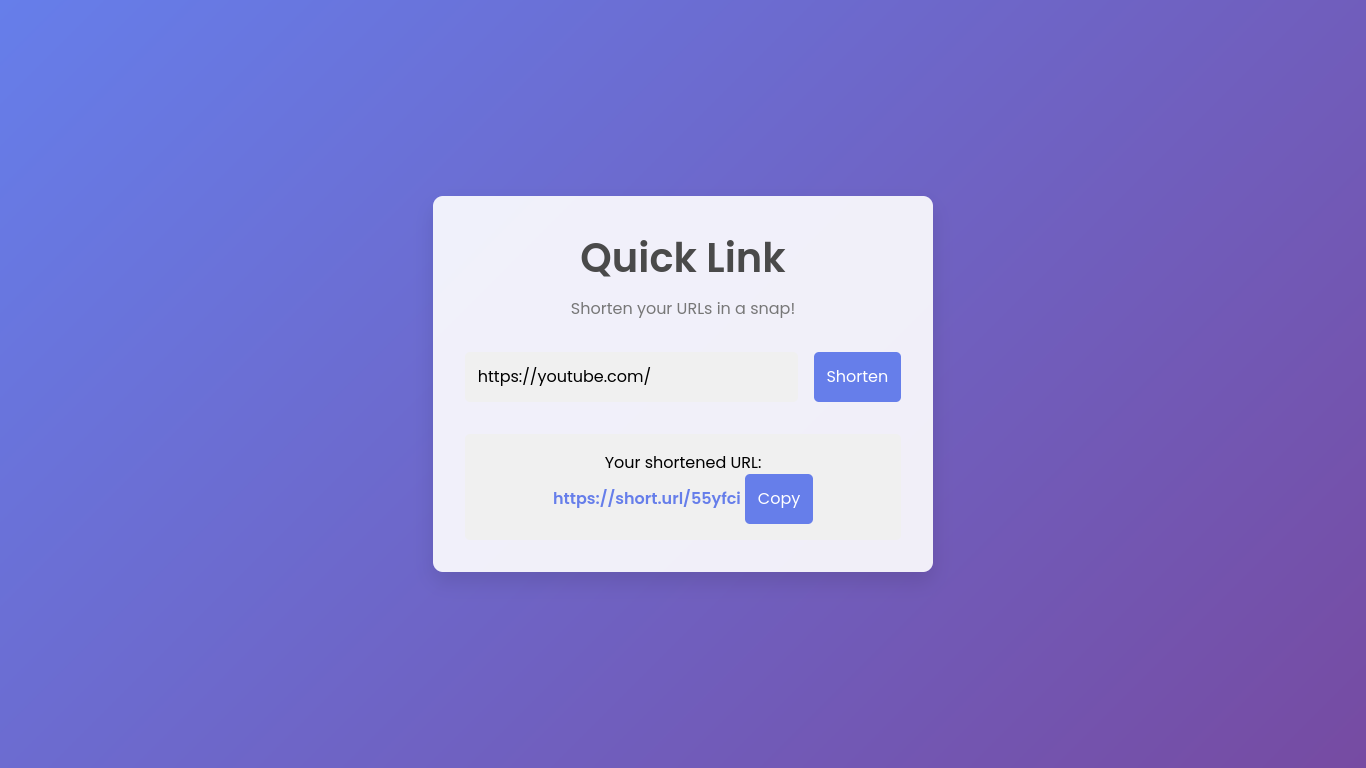 Quick Link
Shorten your URLs in a snap!
https://youtube.com/ Shorten
Your shortened URL:
https://short.url/55yfci Copy